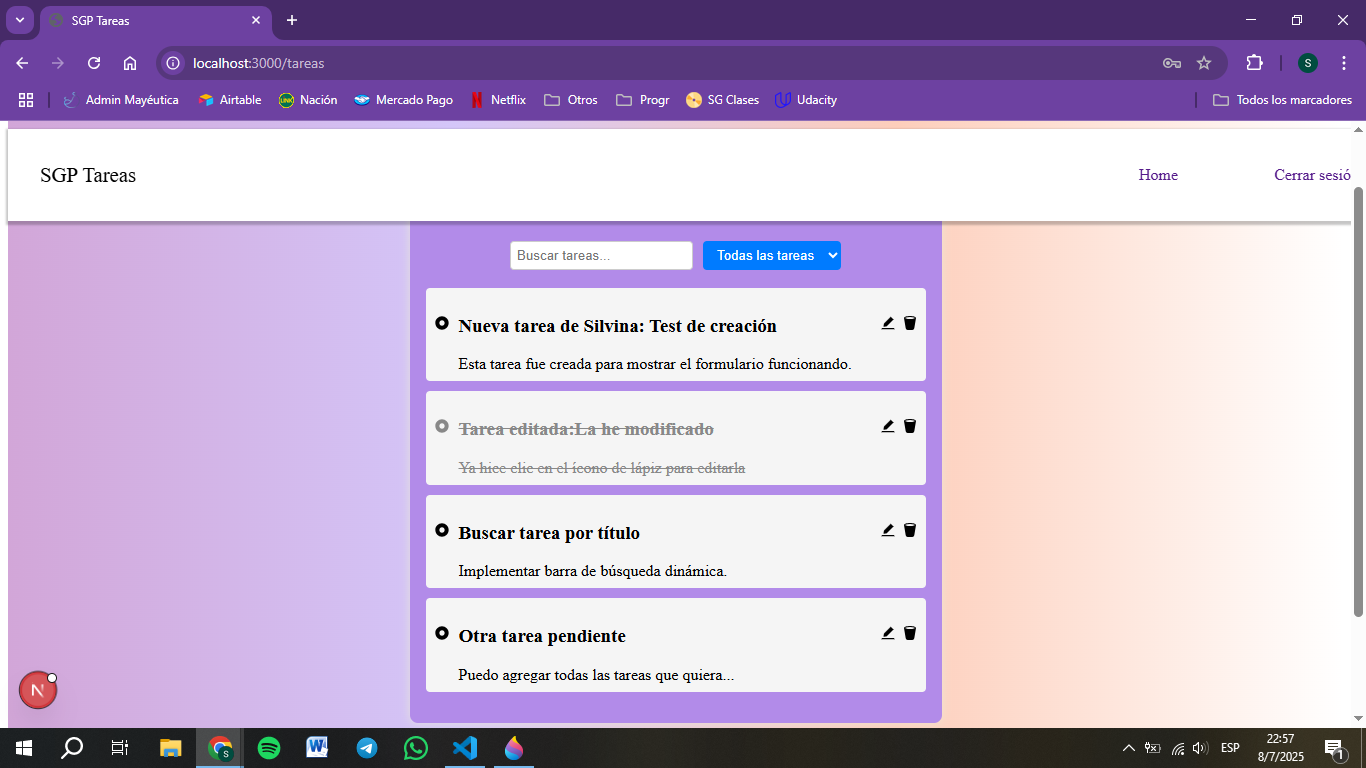 SGP Tareas
localhost:3000/tareas
S
Admin Mayéutica Airtable LINK Nación Mercado Pago Netflix Otros Progr SG Clases Udacity Todos los marcadores
SGP Tareas Home Cerrar sesió
Buscar tareas... Todas las tareas
Nueva tarea de Silvina: Test de creación
Esta tarea fue creada para mostrar el formulario funcionando.
Tarea editada:La he modificado
Ya hice clic en el ícono de lápiz para editarla
Buscar tarea por título
Implementar barra de búsqueda dinámica.
Otra tarea pendiente
Puedo agregar todas las tareas que quiera...
N
S W ESP 22:57
8/7/2025 1